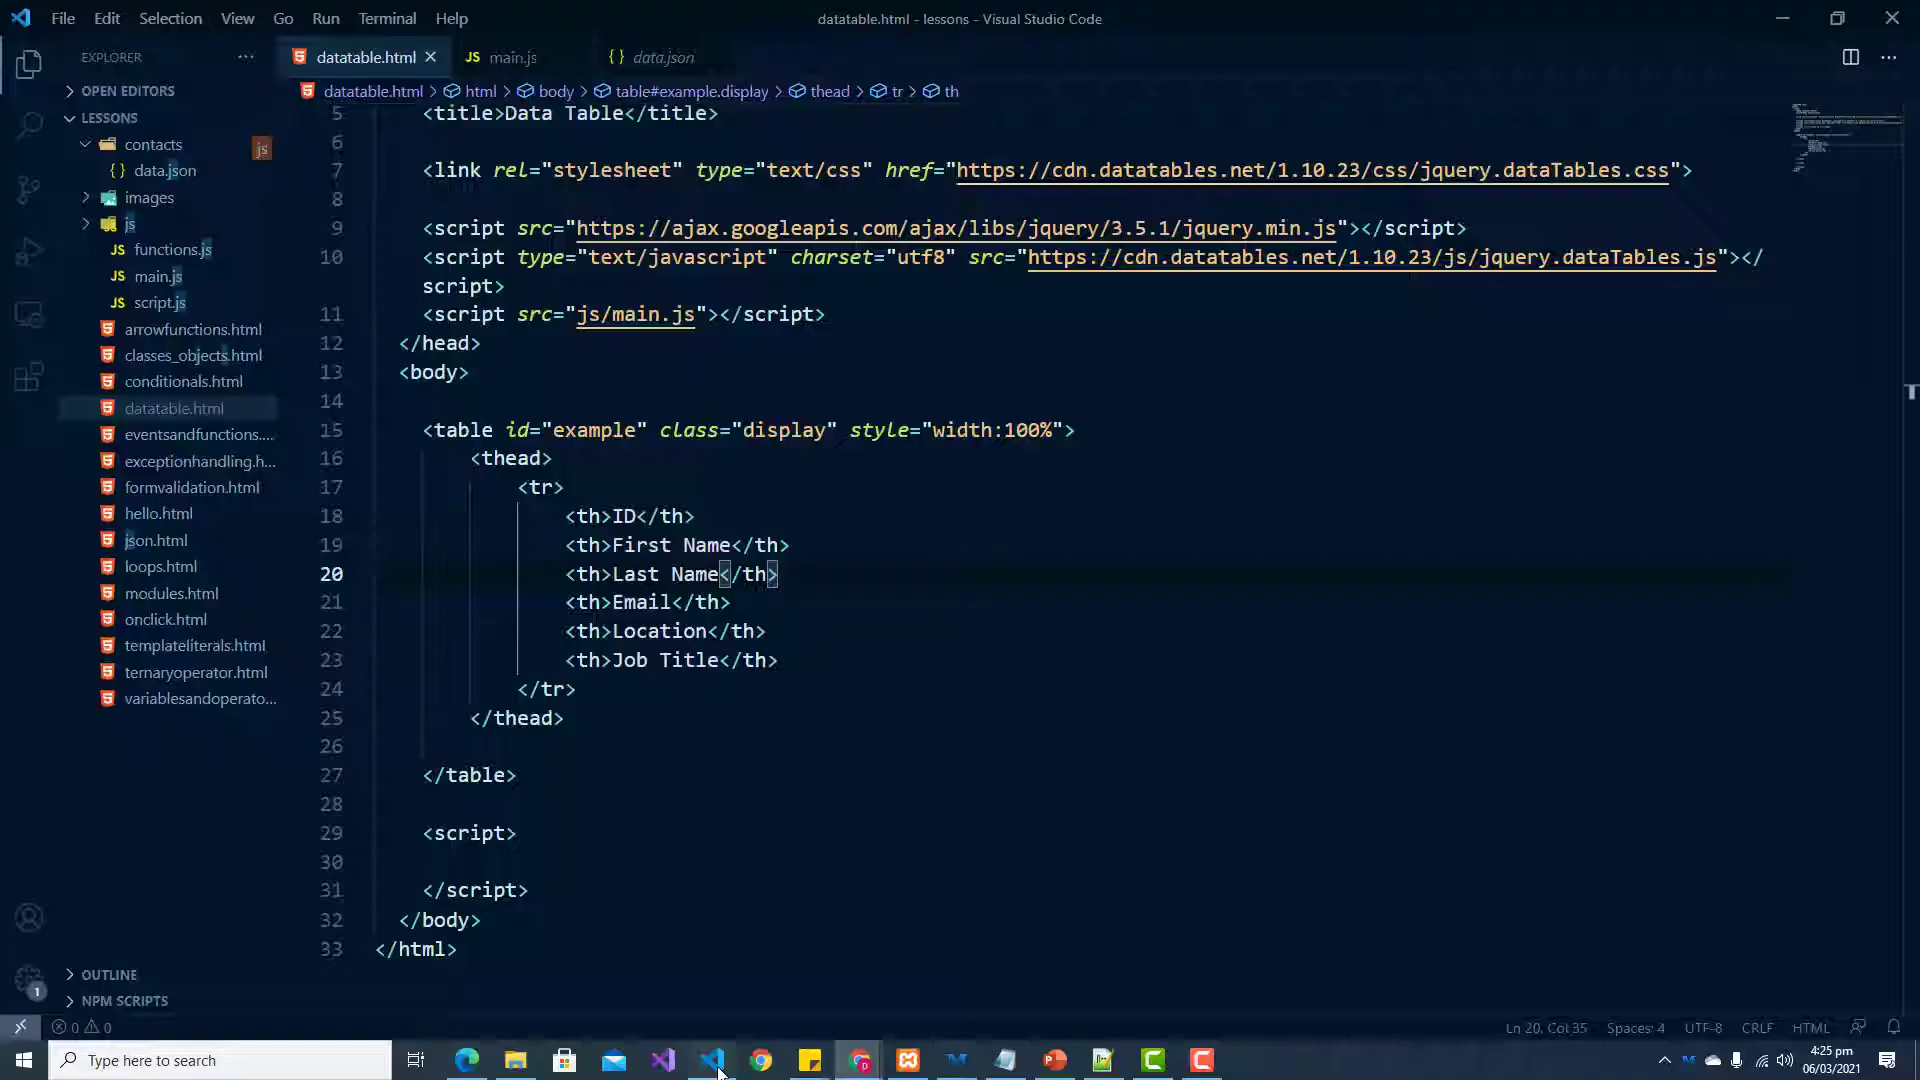 File Edit Selection View Go Run Terminal Help
datatable.html - lessons - Visual Studio Code
EXPLORER ···
OPEN EDITORS
LESSONS
contacts
js
{ } data.json
images
js
JS functions.js
JS main.js
JS script.js
arrowfunctions.html
classes_objects.html
conditionals.html
datatable.html
eventsandfunctions....
exceptionhandling.h...
formvalidation.html
hello.html
json.html
loops.html
modules.html
onclick.html
templateliterals.html
ternaryoperator.html
variablesandoperato...
OUTLINE
NPM SCRIPTS
datatable.html JS main.js { } data.json
datatable.html > html > body > table#example.display > thead > tr > th
5 <title>Data Table</title>
6
7 <link rel="stylesheet" type="text/css" href="https://cdn.datatables.net/1.10.23/css/jquery.dataTables.css">
8
9 <script src="https://ajax.googleapis.com/ajax/libs/jquery/3.5.1/jquery.min.js"></script>
10 <script type="text/javascript" charset="utf8" src="https://cdn.datatables.net/1.10.23/js/jquery.dataTables.js"></
script>
11 <script src="js/main.js"></script>
12 </head>
13 <body>
14
15 <table id="example" class="display" style="width:100%">
16 <thead>
17 <tr>
18 <th>ID</th>
19 <th>First Name</th>
20 <th>Last Name</th>
21 <th>Email</th>
22 <th>Location</th>
23 <th>Job Title</th>
24 </tr>
25 </thead>
26
27 </table>
28
29 <script>
30
31 </script>
32 </body>
33 </html>
1
0 0
Ln 20, Col 35 Spaces: 4 UTF-8 CRLF HTML
Type here to search
4:25 pm
06/03/2021